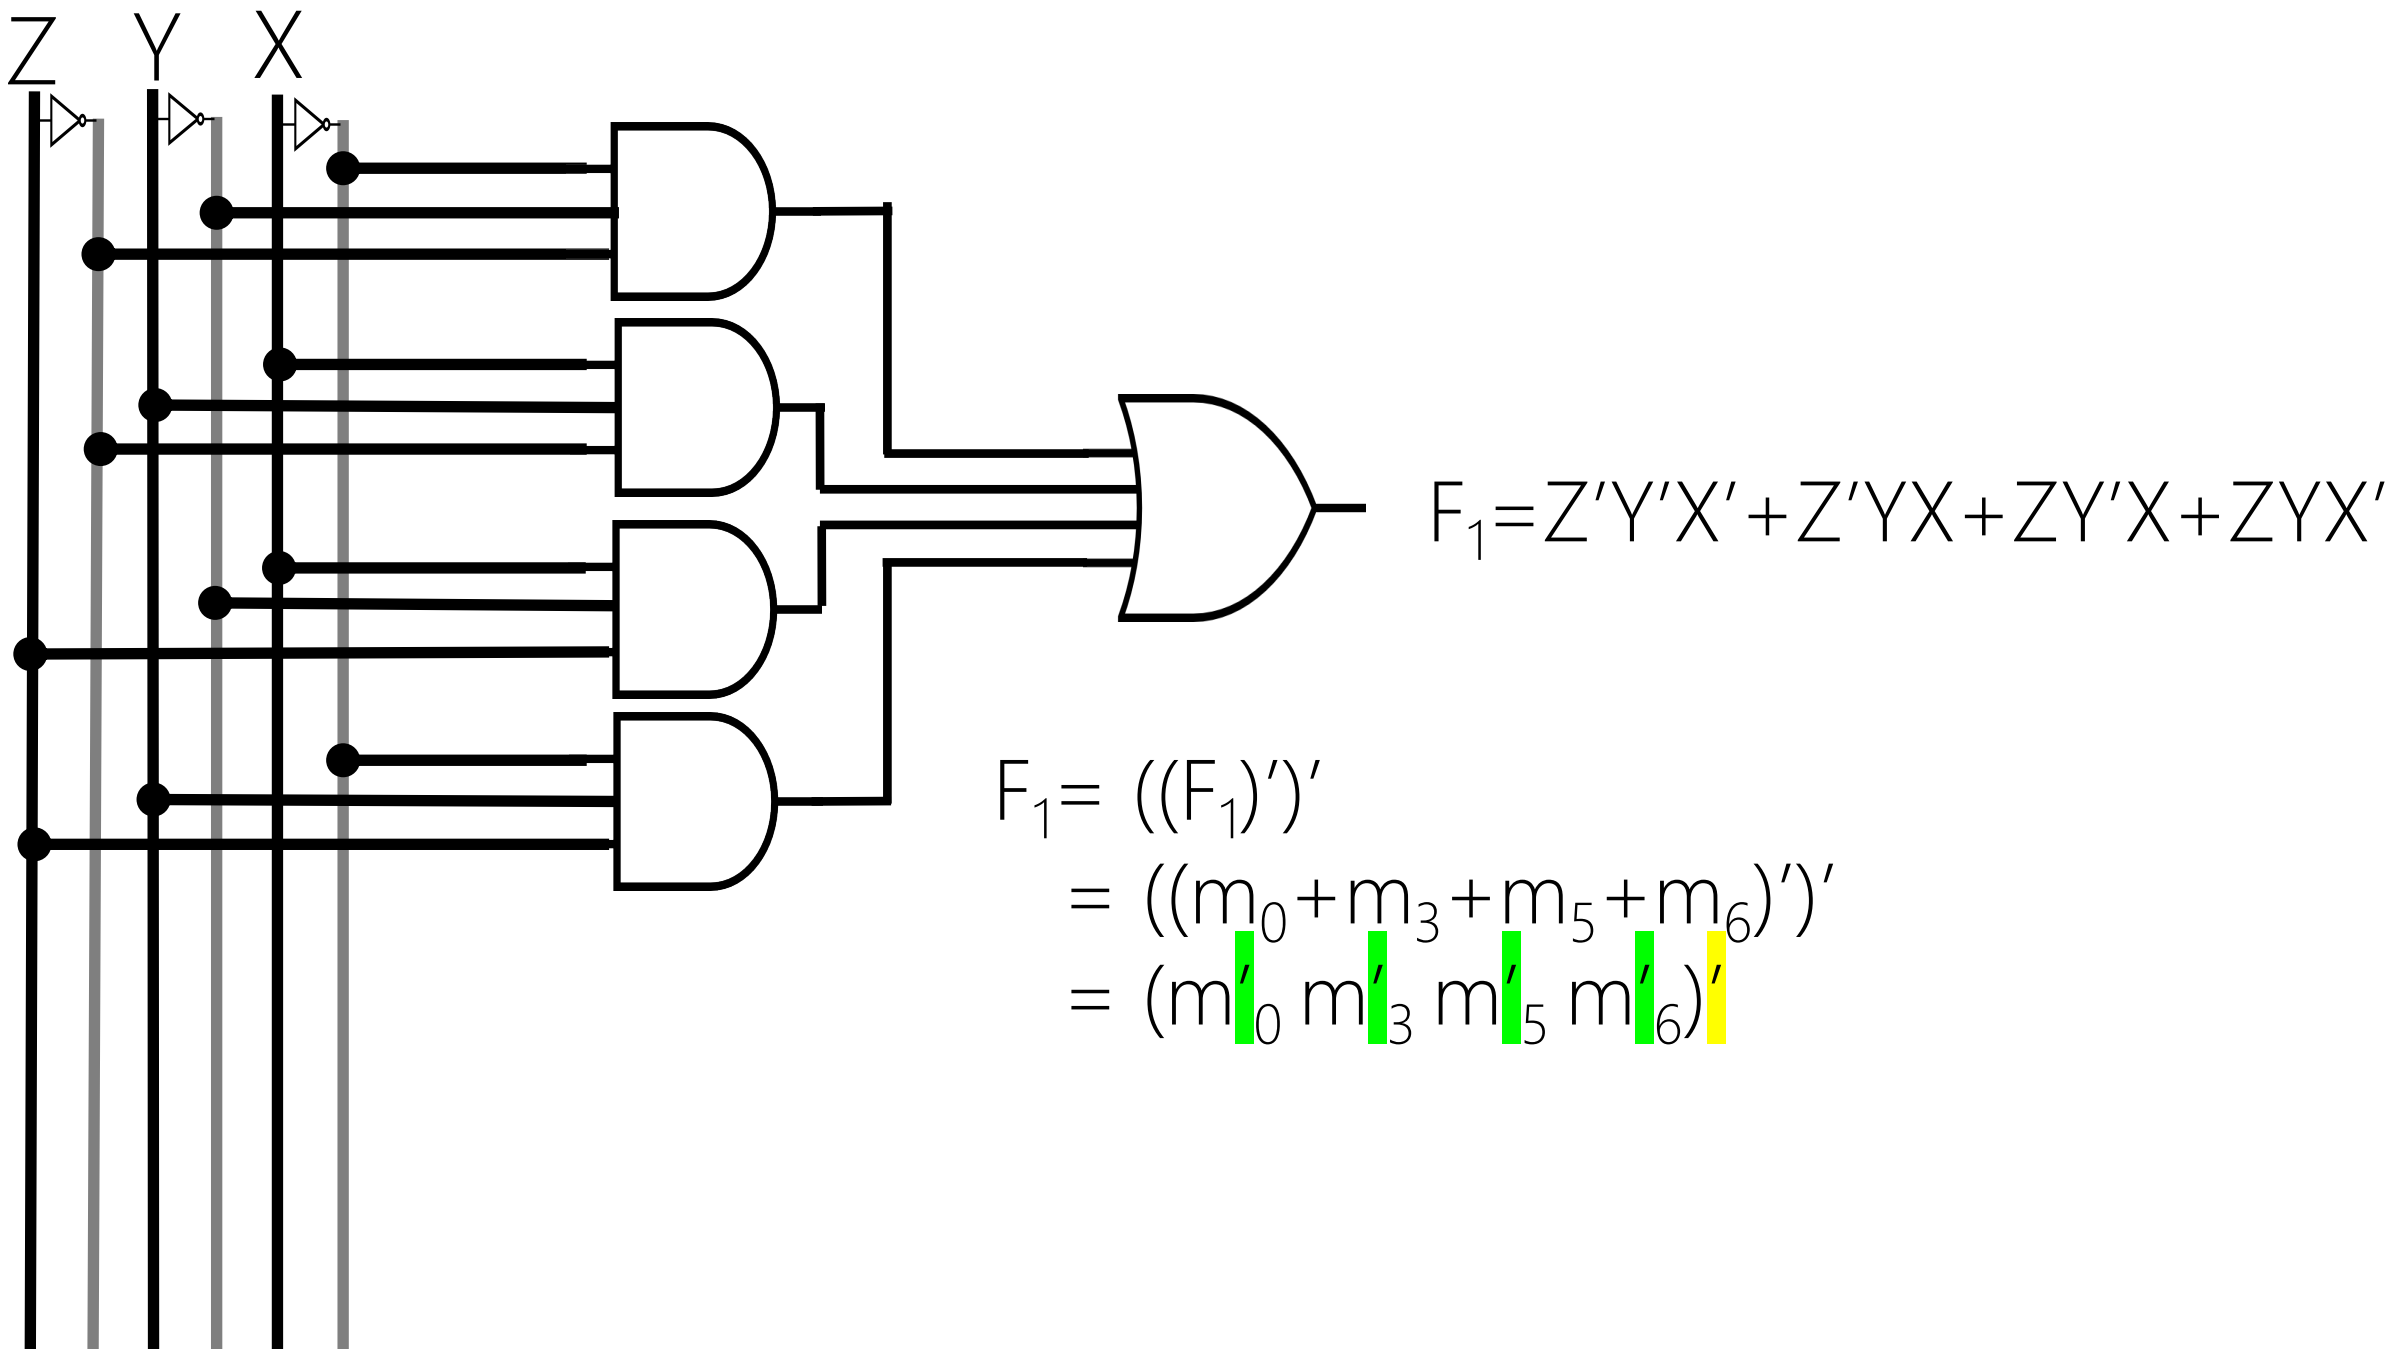 Z Y X
F₁=Z'Y'X'+Z'YX+ZY'X+ZYX'
F₁= ((F₁)')'
= ((m₀+m₃+m₅+m₆)')'
= (m'₀ m'₃ m'₅ m'₆)'